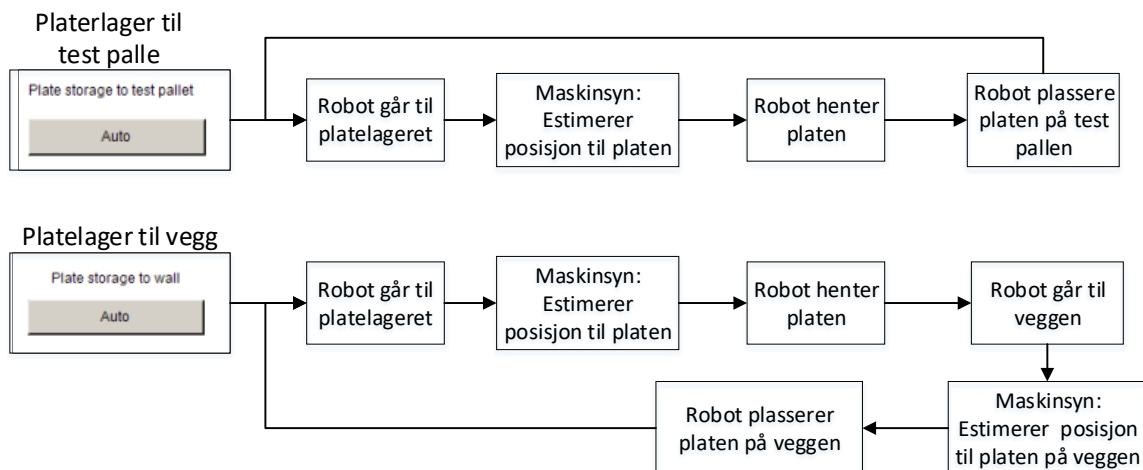 Platerlager til
test palle
Plate storage to test pallet
Auto
Robot går til
platelageret
Maskinsyn:
Estimerer
posisjon til platen
Robot henter
platen
Robot plassere
platen på test
pallen
Platelager til vegg
Plate storage to wall
Auto
Robot går til
platelageret
Maskinsyn:
Estimerer
posisjon til platen
Robot henter
platen
Robot går til
veggen
Maskinsyn:
Estimerer posisjon
til platen på veggen
Robot plasserer
platen på veggen